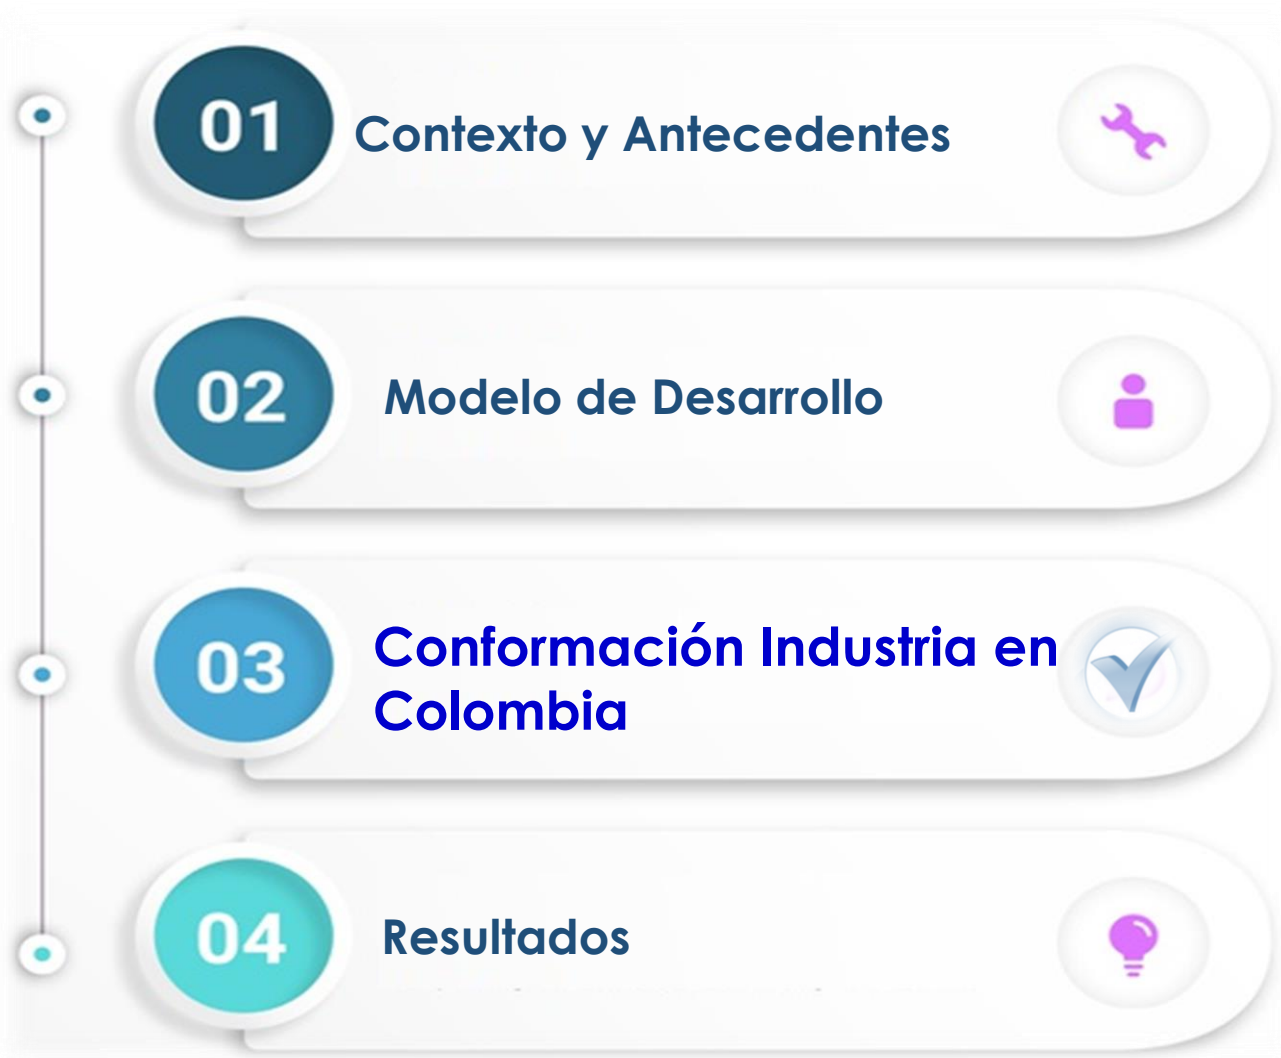 01
Contexto y Antecedentes
02
Modelo de Desarrollo
03
Conformación Industria en
Colombia
04
Resultados